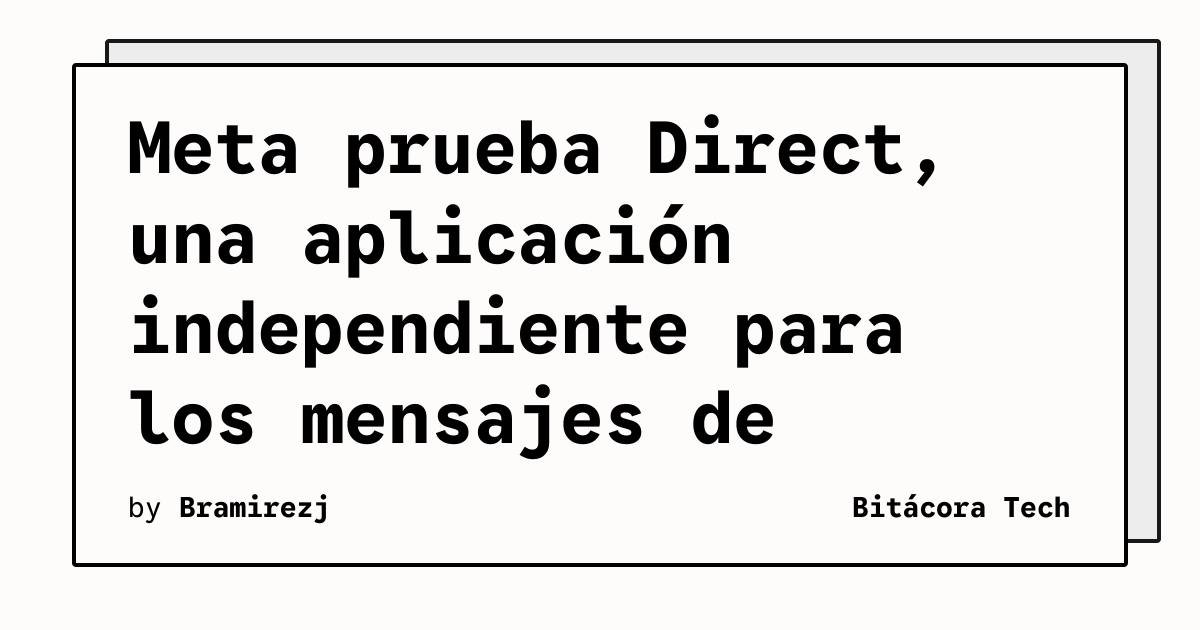 Meta prueba Direct,
una aplicación
independiente para
los mensajes de
by Bramirezj
Bitácora Tech